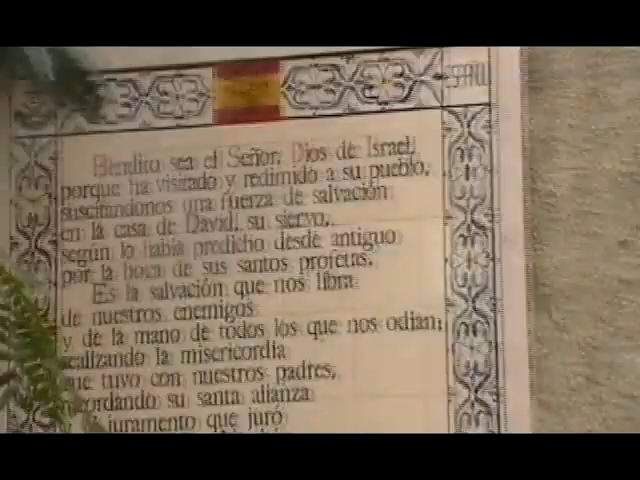 Bendito sea el Señor, Dios de Israel,
porque ha visitado y redimido a su pueblo,
suscitándonos una fuerza de salvación
en la casa de David, su siervo,
según lo había predicho desde antiguo
por la boca de sus santos profetas.
Es la salvación que nos libra
de nuestros enemigos
y de la mano de todos los que nos odian;
realizando la misericordia
que tuvo con nuestros padres,
recordando su santa alianza
juramento que juró